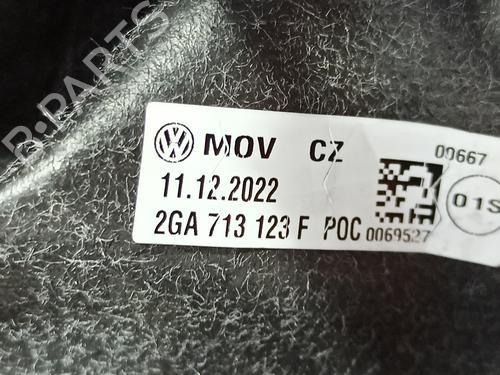 B-PARTS
MOV CZ 00667
11.12.2022
01S
2GA 713 123 F POC 0069527